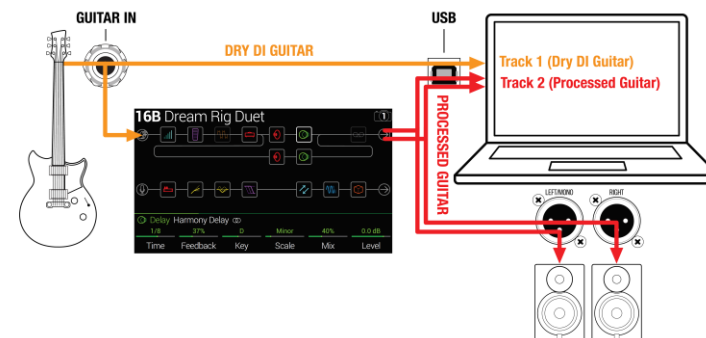 GUITAR IN
USB
DRY DI GUITAR
Track 1 (Dry DI Guitar)
Track 2 (Processed Guitar)
PROCESSED GUITAR
16B Dream Rig Duet
1
Delay Harmony Delay
1/8 37% D Minor 40% 0.0 dB
Time Feedback Key Scale Mix Level
LEFT/MONO
RIGHT